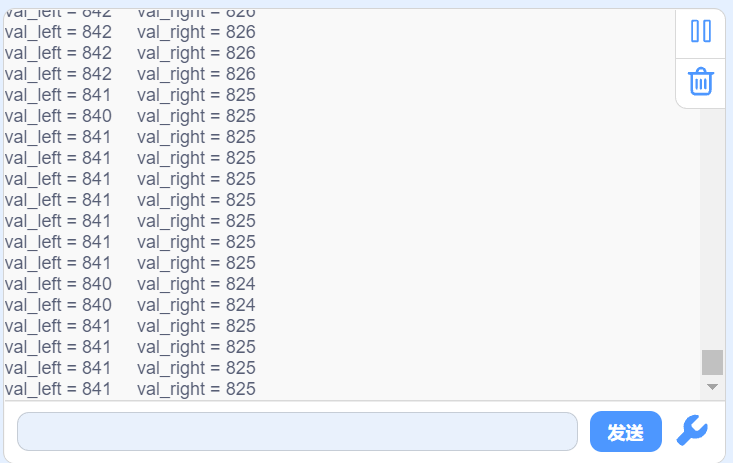 val_left = 842 val_right = 826
val_left = 842 val_right = 826
val_left = 842 val_right = 826
val_left = 842 val_right = 826
val_left = 841 val_right = 825
val_left = 840 val_right = 825
val_left = 841 val_right = 825
val_left = 841 val_right = 825
val_left = 841 val_right = 825
val_left = 841 val_right = 825
val_left = 841 val_right = 825
val_left = 841 val_right = 825
val_left = 841 val_right = 825
val_left = 840 val_right = 824
val_left = 840 val_right = 824
val_left = 841 val_right = 825
val_left = 841 val_right = 825
val_left = 841 val_right = 825
val_left = 841 val_right = 825
发送